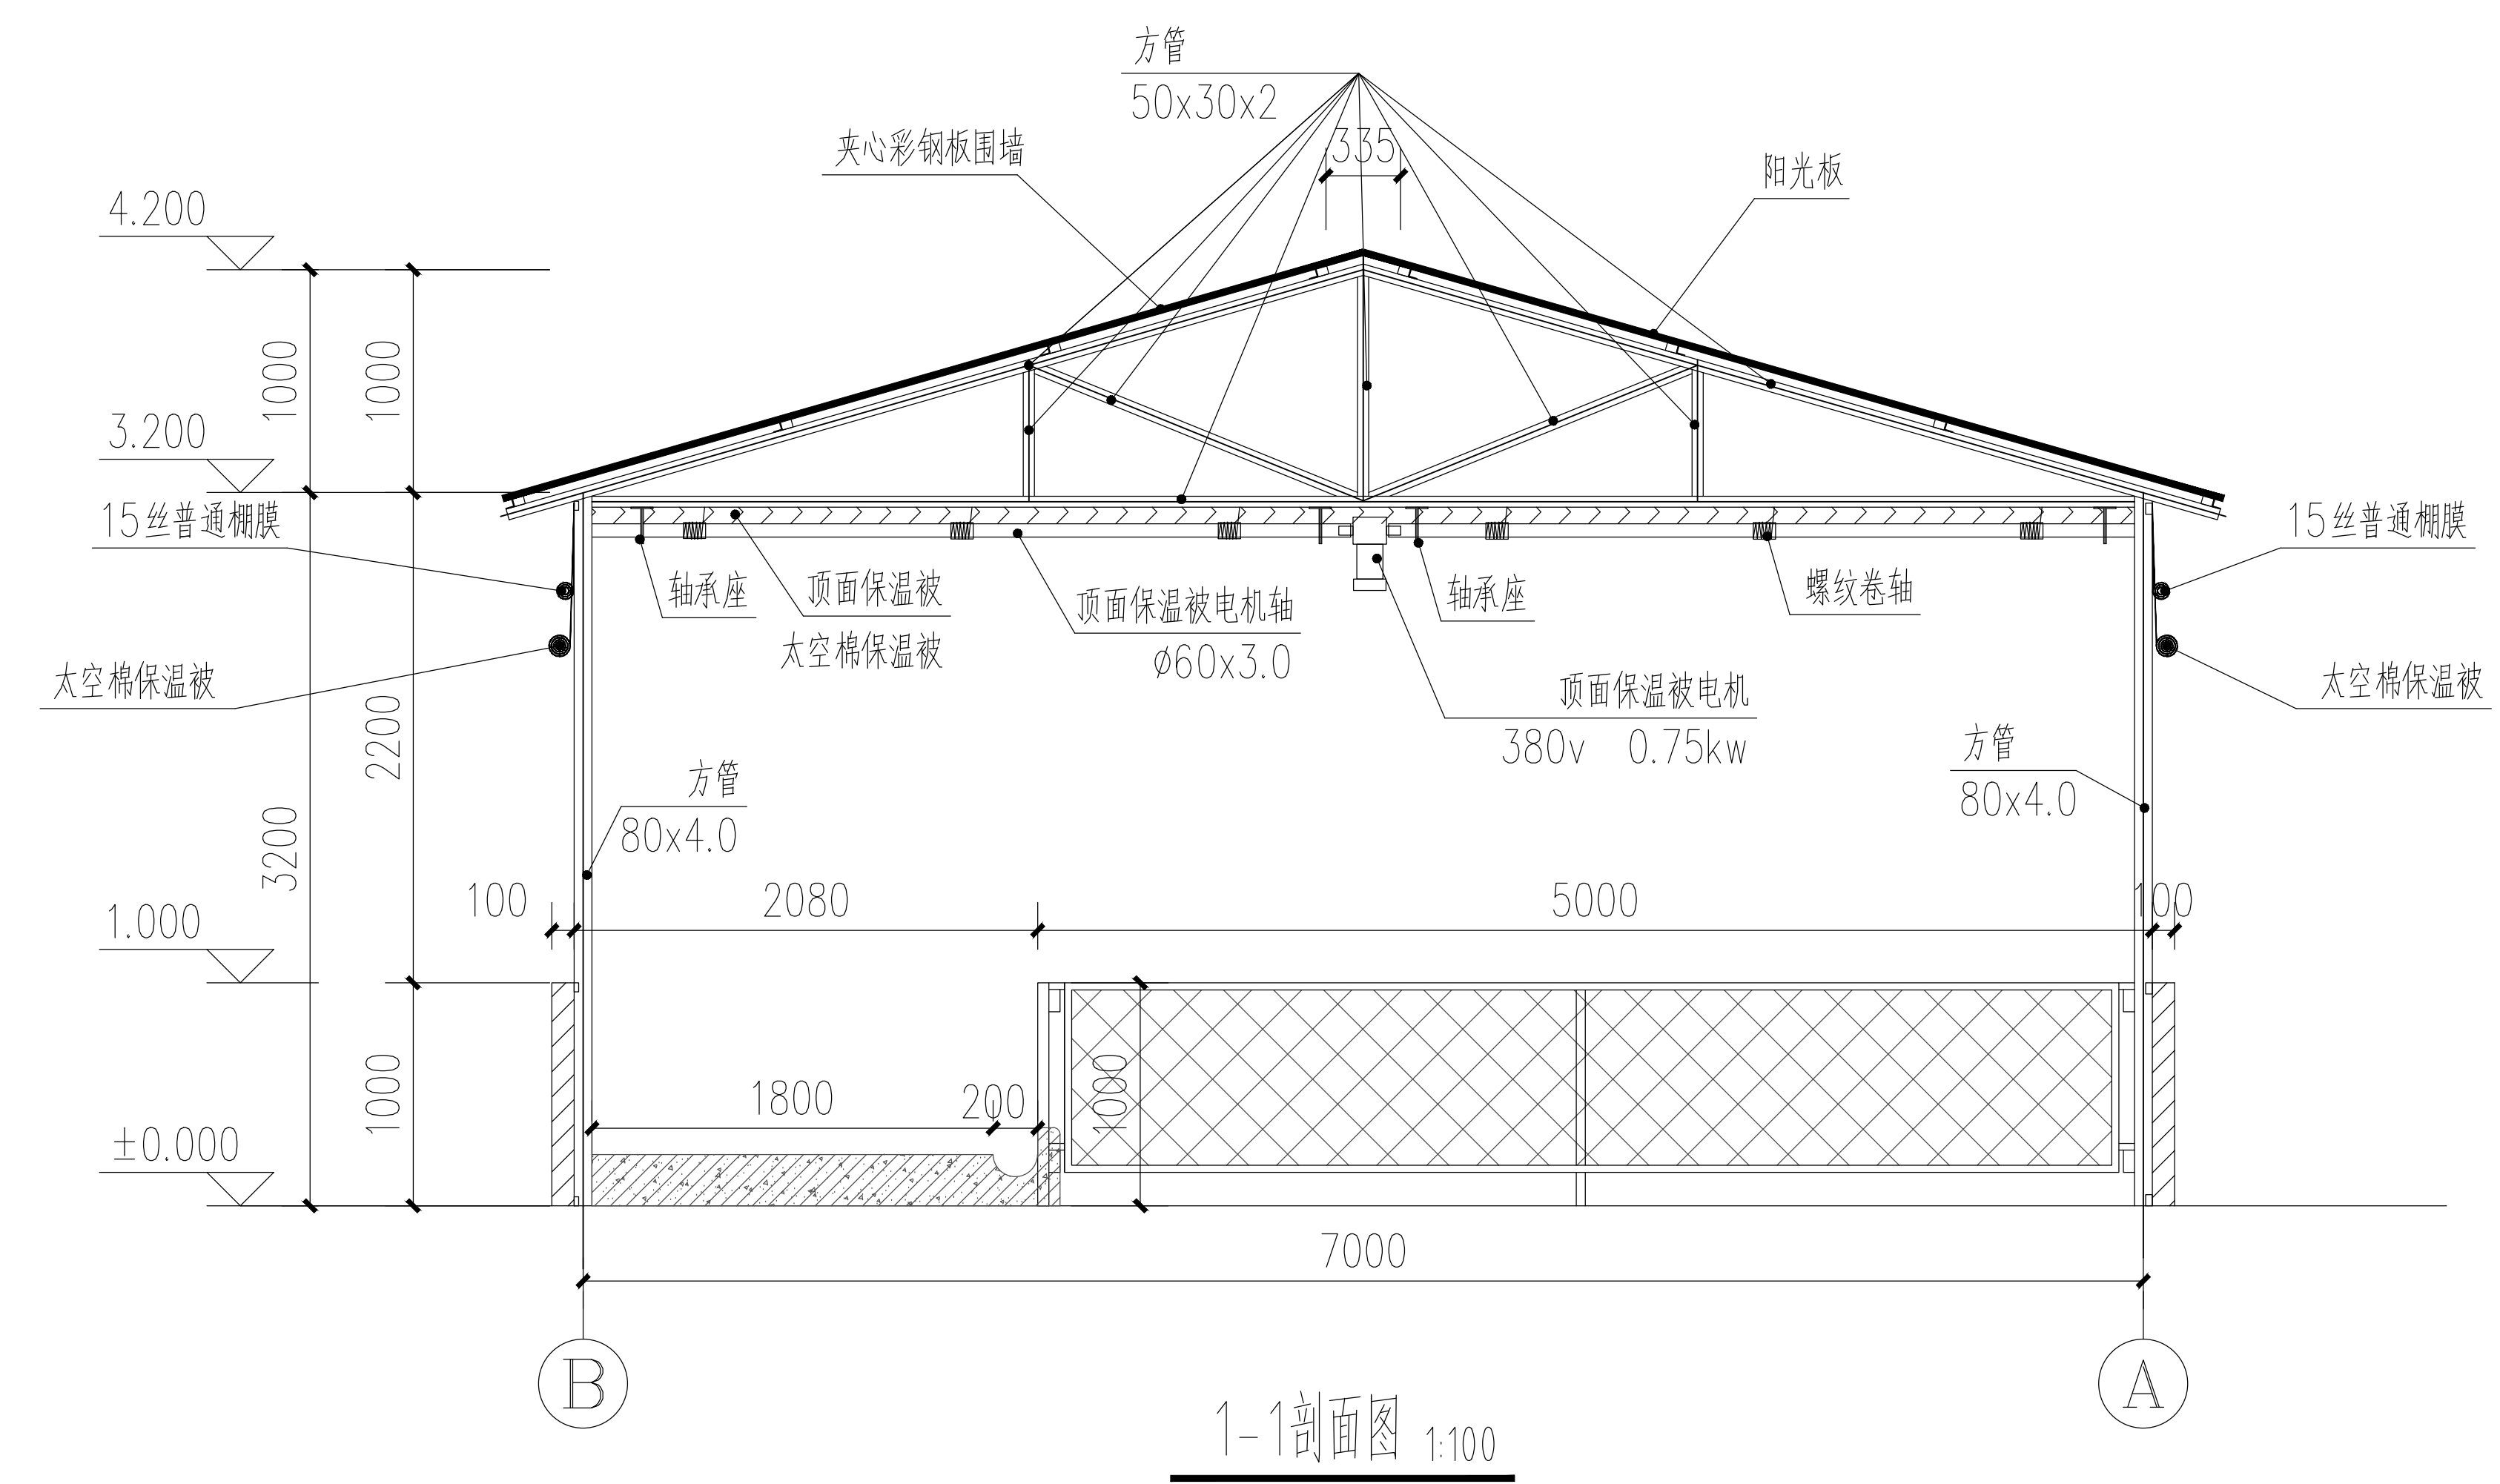 方管
50x30x2
335
夹心彩钢板围墙
阳光板
4.200
1000
1000
3.200
15丝普通棚膜
15丝普通棚膜
轴承座
顶面保温被
太空棉保温被
顶面保温被电机轴
ø60x3.0
轴承座
螺纹卷轴
太空棉保温被
太空棉保温被
顶面保温被电机
380v 0.75kw
2200
3200
方管
80x4.0
方管
80x4.0
100
2080
5000
100
1.000
1000
1800
200
1000
±0.000
7000
B
A
1-1剖面图 1:100